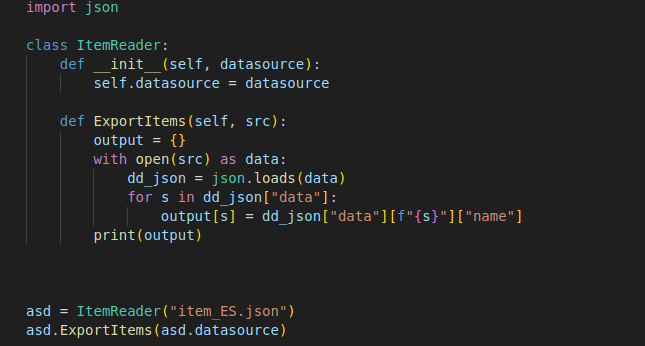 import json
class ItemReader:
    def __init__(self, datasource):
        self.datasource = datasource
    def ExportItems(self, src):
        output = {}
        with open(src) as data:
            dd_json = json.loads(data)
            for s in dd_json["data"]:
                output[s] = dd_json["data"][f"{s}"]["name"]
        print(output)
asd = ItemReader("item_ES.json")
asd.ExportItems(asd.datasource)